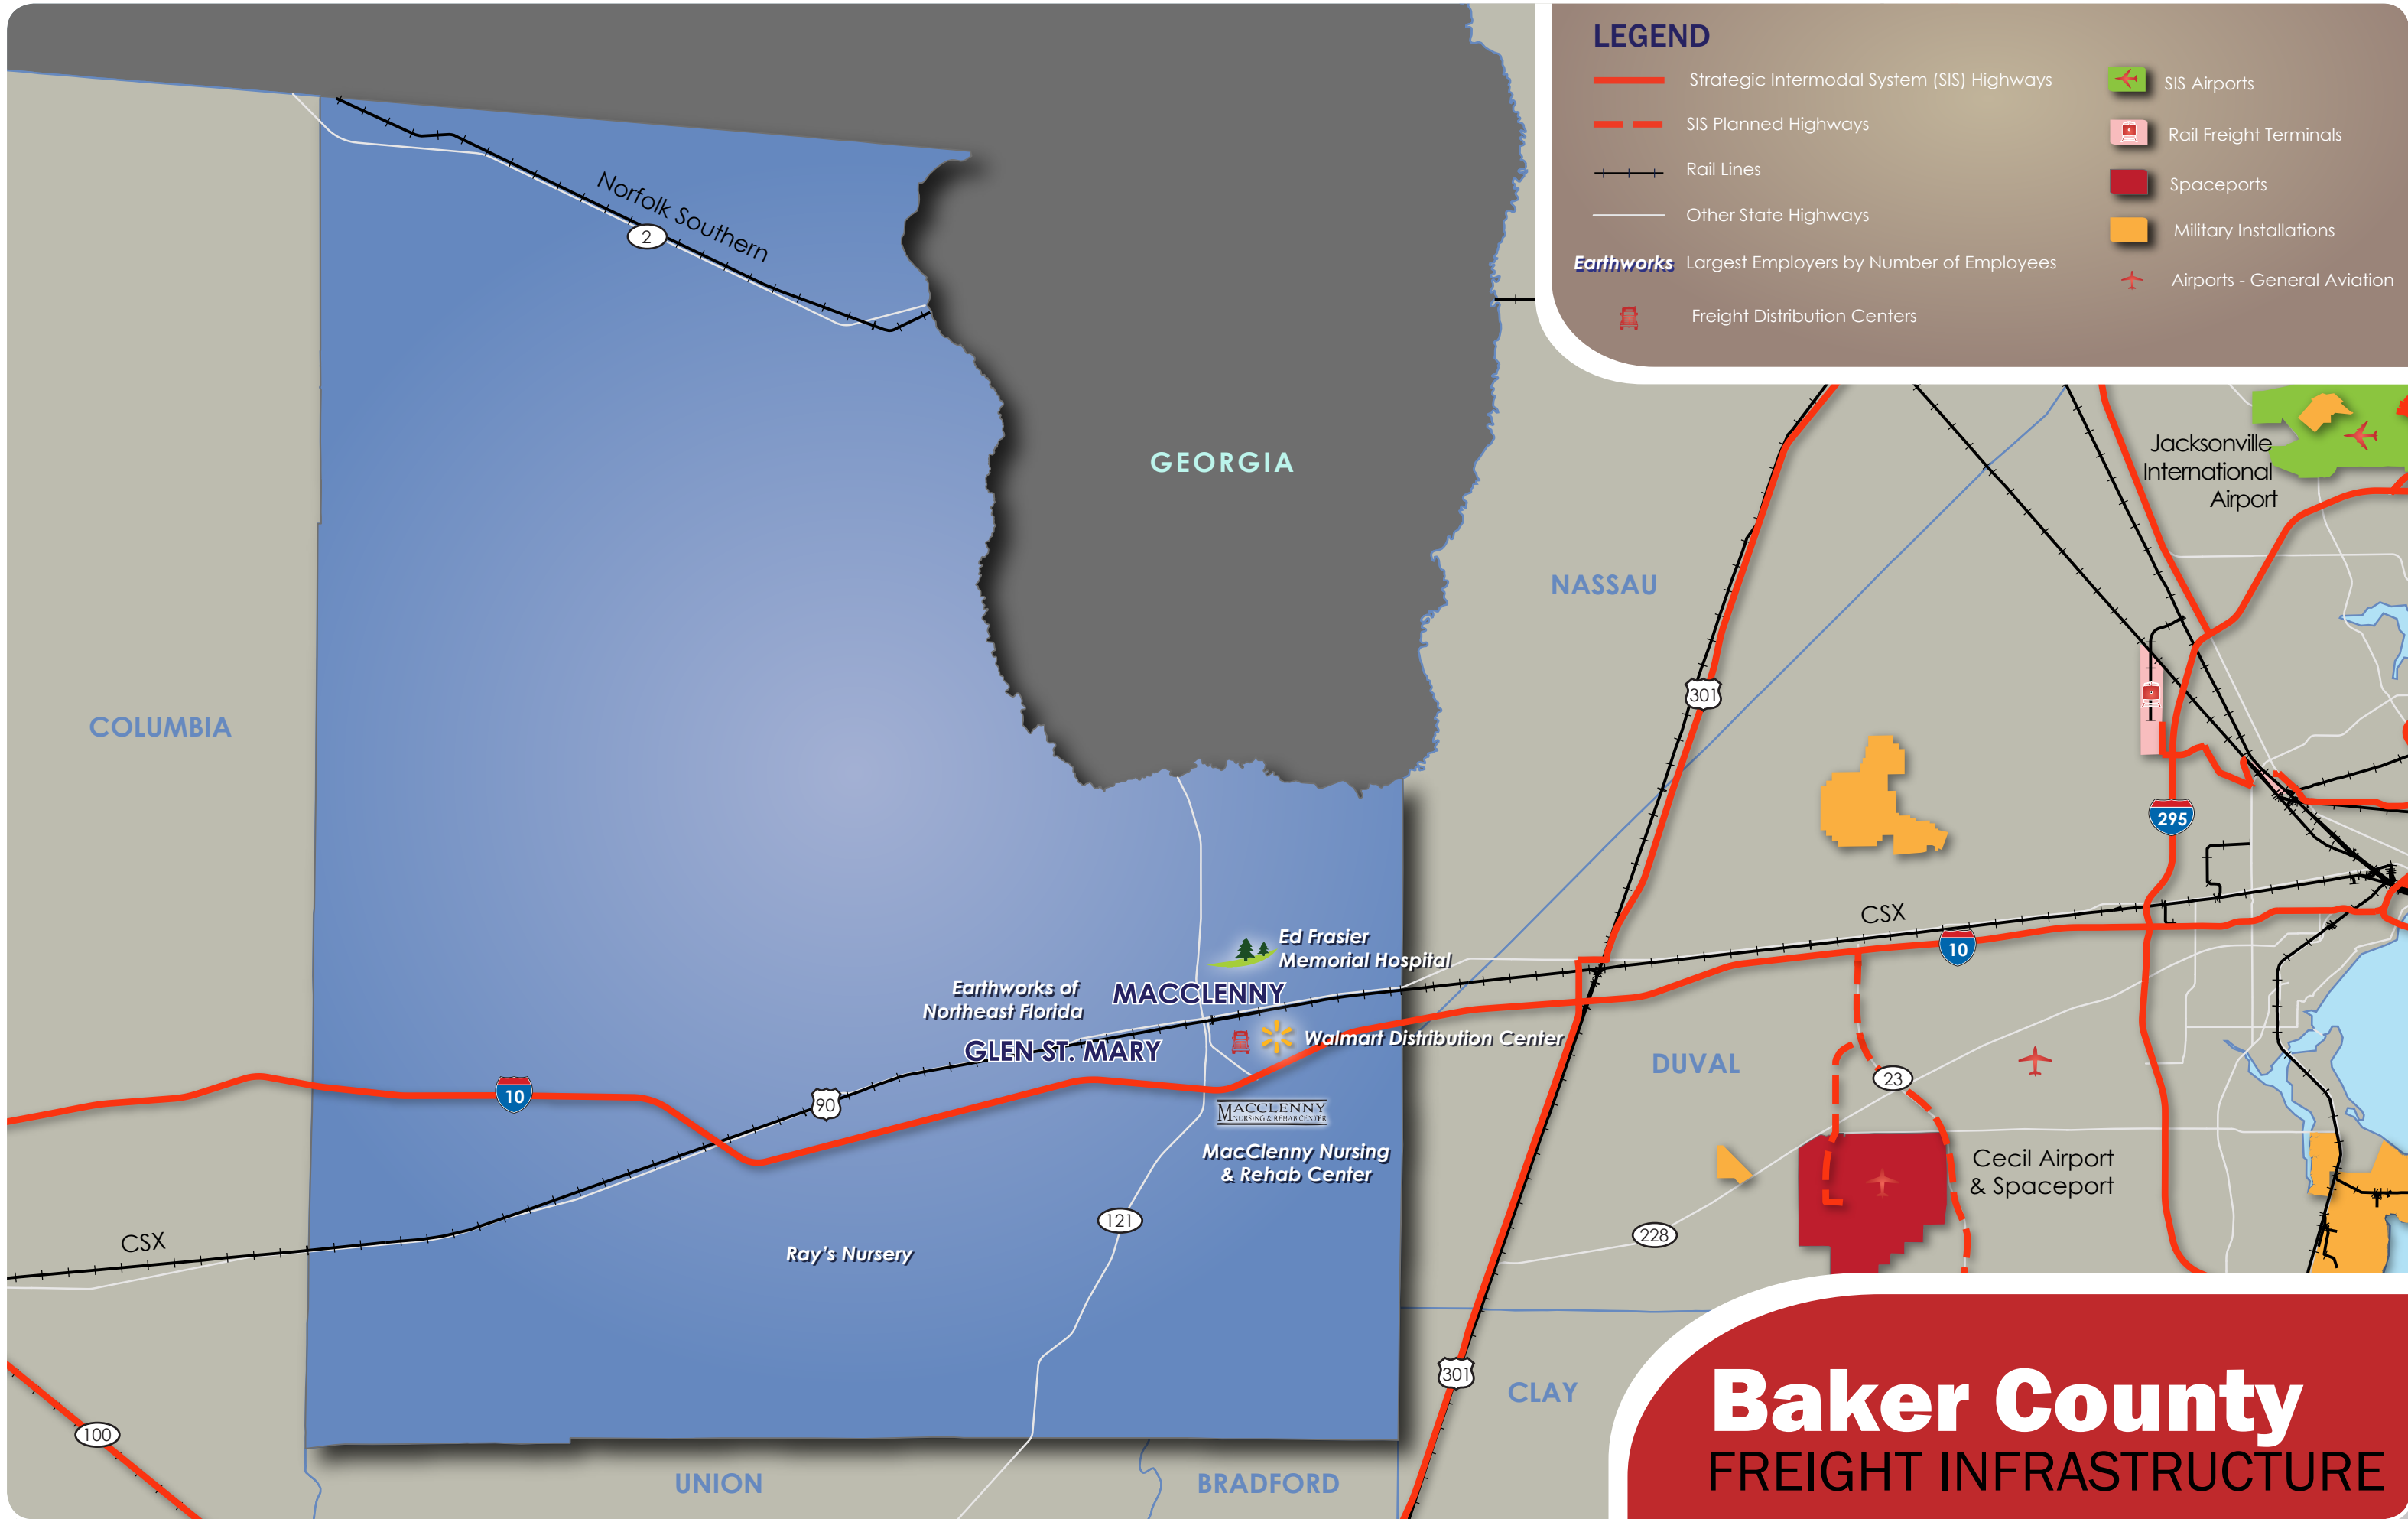 LEGEND
Strategic Intermodal System (SIS) Highways
SIS Planned Highways
Rail Lines
Other State Highways
Earthworks Largest Employers by Number of Employees
Freight Distribution Centers
SIS Airports
Rail Freight Terminals
Spaceports
Military Installations
Airports - General Aviation
Norfolk Southern
2
GEORGIA
Jacksonville
International
Airport
NASSAU
COLUMBIA
301
295
CSX
10
Ed Frasier
Memorial Hospital
Earthworks of
Northeast Florida
MACCLENNY
Walmart Distribution Center
GLEN ST. MARY
DUVAL
23
10
90
MACCLENNY
NURSING & REHAB CENTER
MacClenny Nursing
& Rehab Center
Cecil Airport
& Spaceport
121
228
CSX
Ray's Nursery
301
CLAY
100
UNION
BRADFORD
Baker County
FREIGHT INFRASTRUCTURE